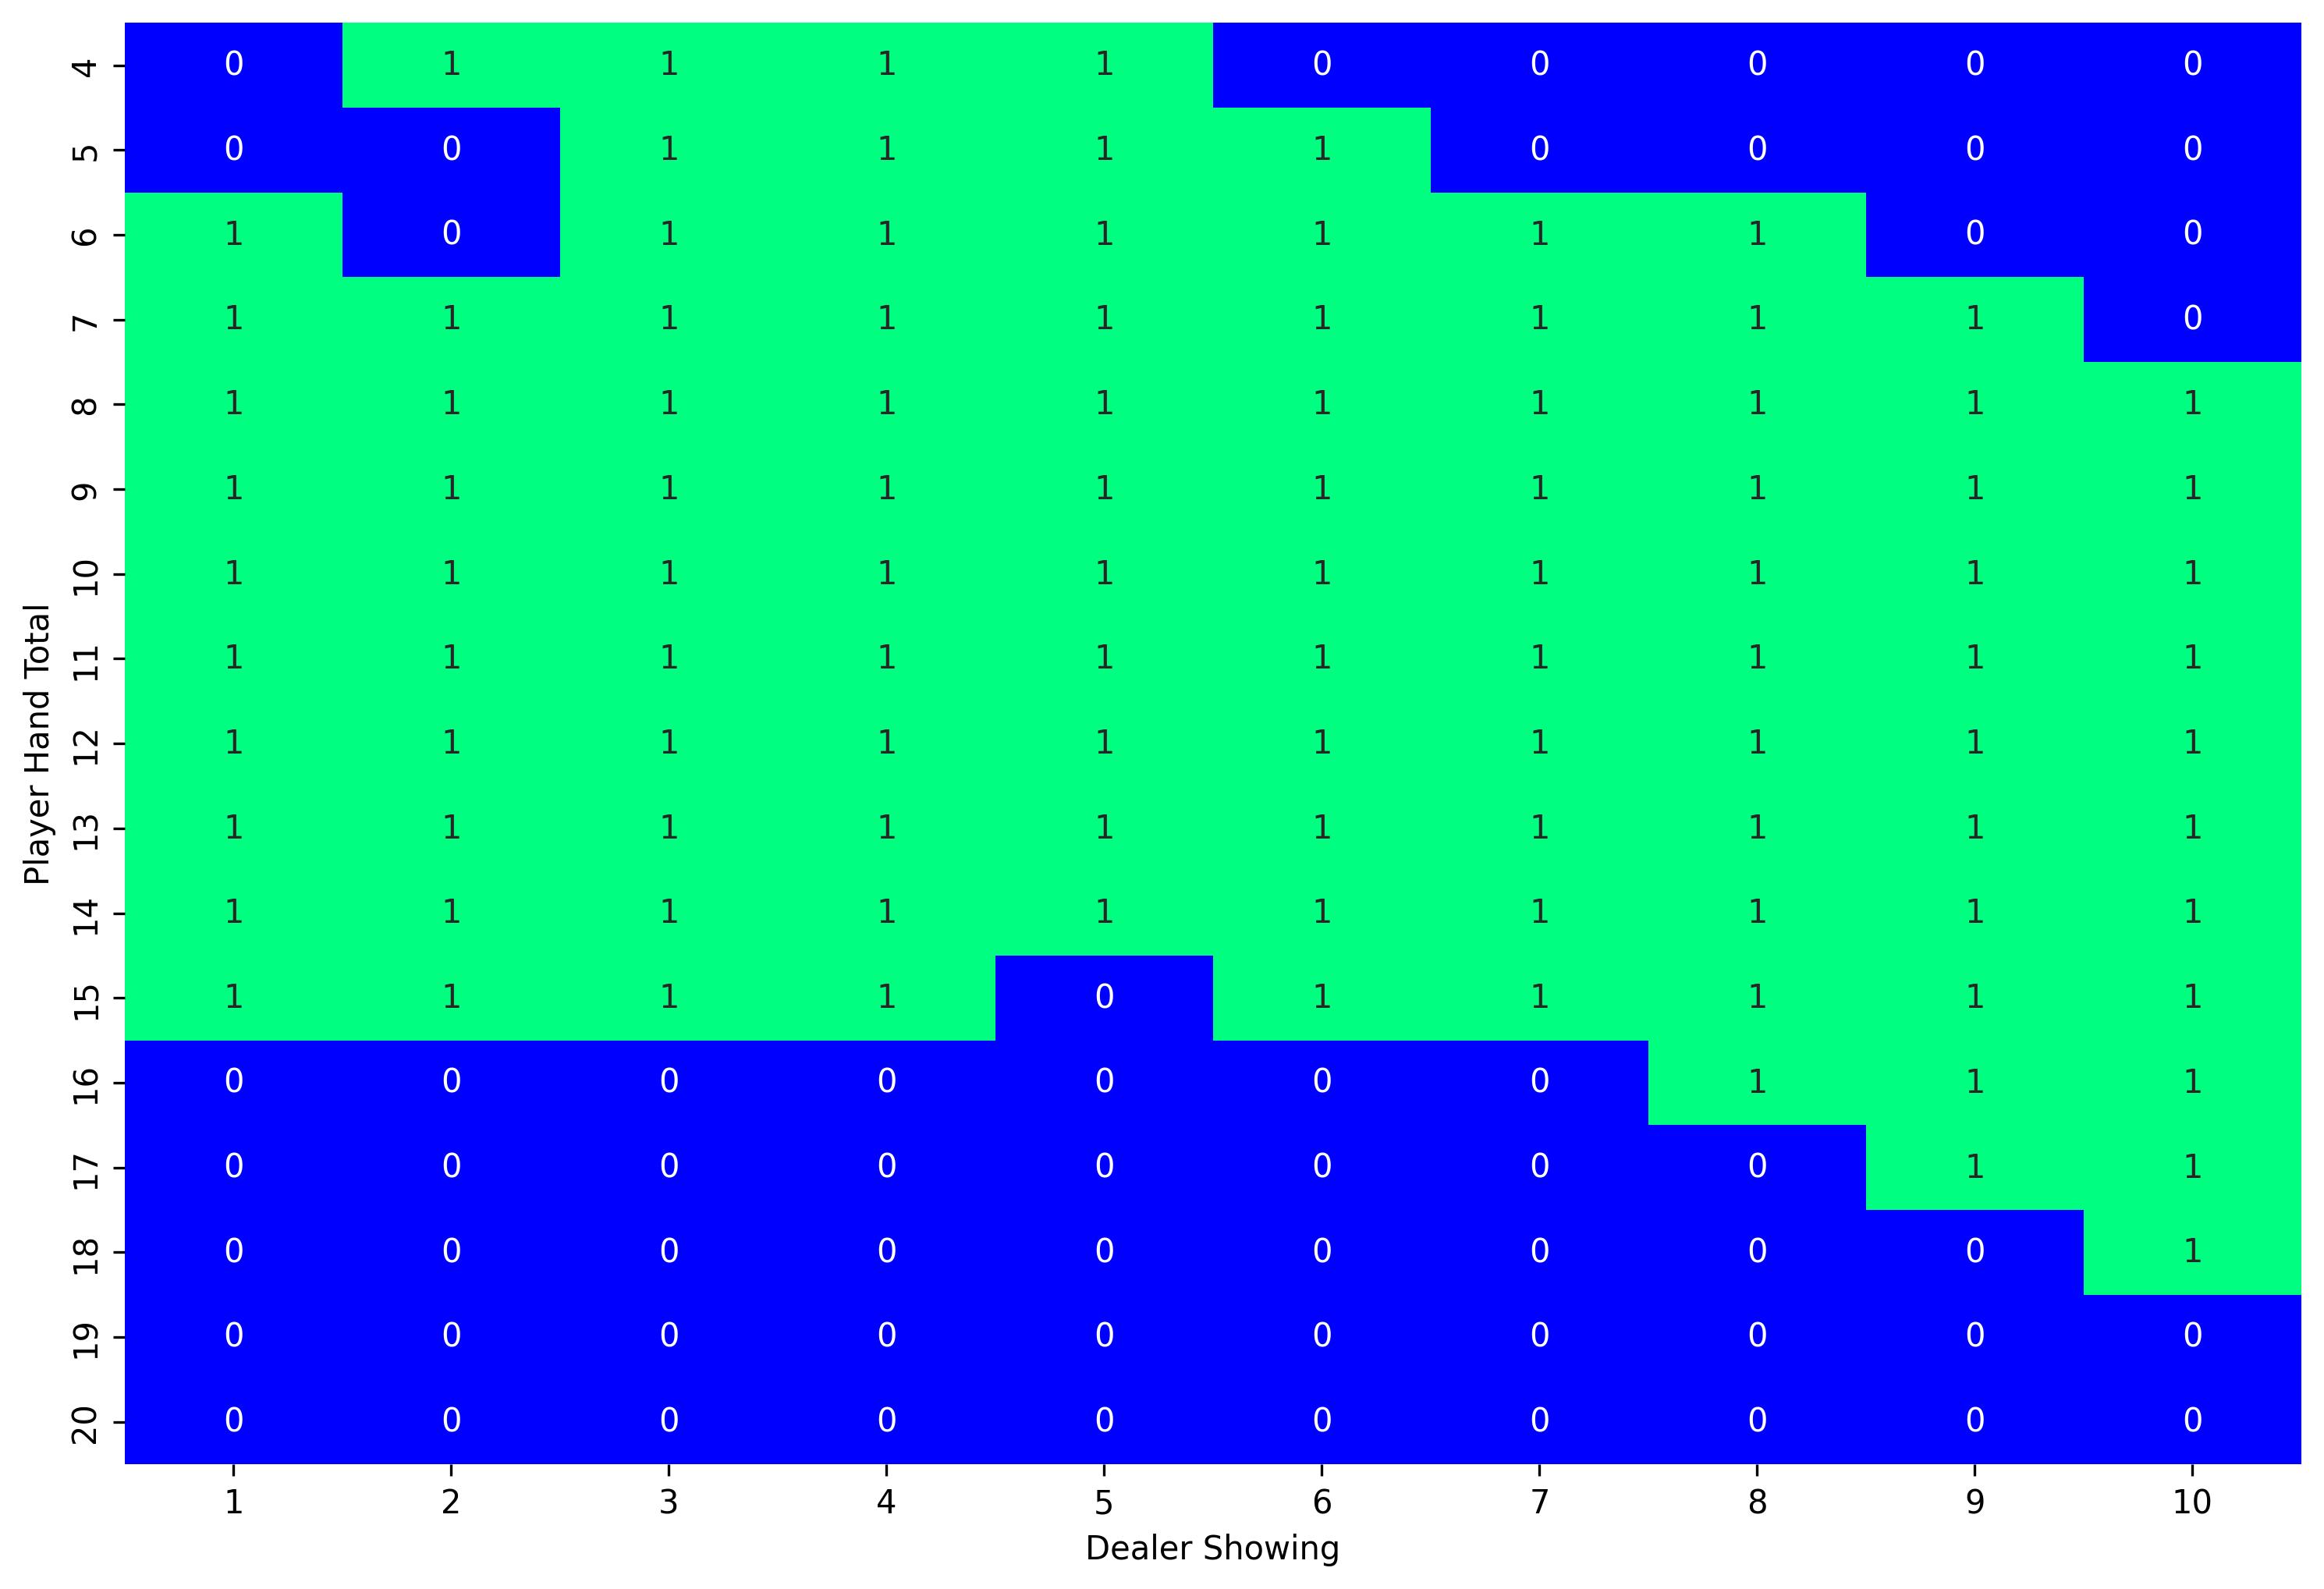 4 0 1 1 1 1 0 0 0 0 0
5 0 0 1 1 1 1 0 0 0 0
6 1 0 1 1 1 1 1 1 0 0
7 1 1 1 1 1 1 1 1 1 0
8 1 1 1 1 1 1 1 1 1 1
9 1 1 1 1 1 1 1 1 1 1
10 1 1 1 1 1 1 1 1 1 1
11 1 1 1 1 1 1 1 1 1 1
12 1 1 1 1 1 1 1 1 1 1
13 1 1 1 1 1 1 1 1 1 1
14 1 1 1 1 1 1 1 1 1 1
15 1 1 1 1 0 1 1 1 1 1
16 0 0 0 0 0 0 0 1 1 1
17 0 0 0 0 0 0 0 0 1 1
18 0 0 0 0 0 0 0 0 0 1
19 0 0 0 0 0 0 0 0 0 0
20 0 0 0 0 0 0 0 0 0 0
Player Hand Total
1 2 3 4 5 6 7 8 9 10
Dealer Showing